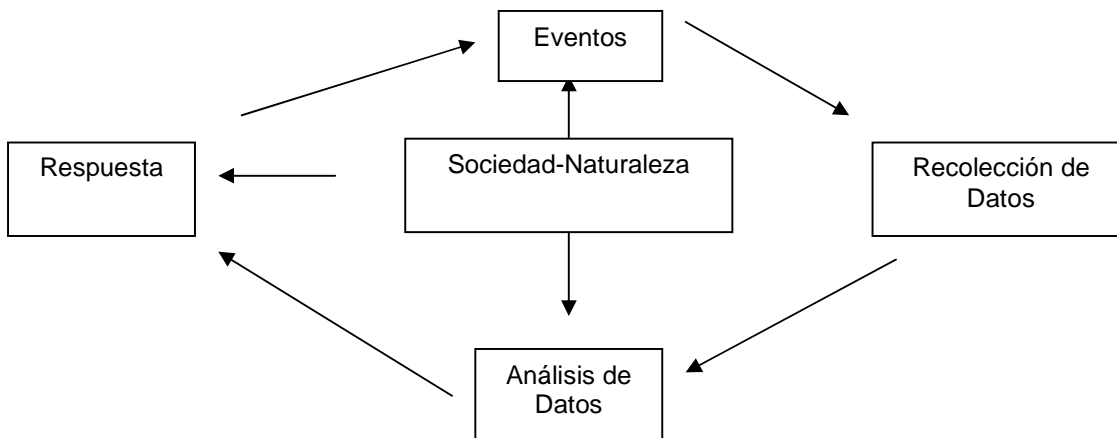 Eventos
Respuesta
Sociedad-Naturaleza
Recolección de
Datos
Análisis de
Datos